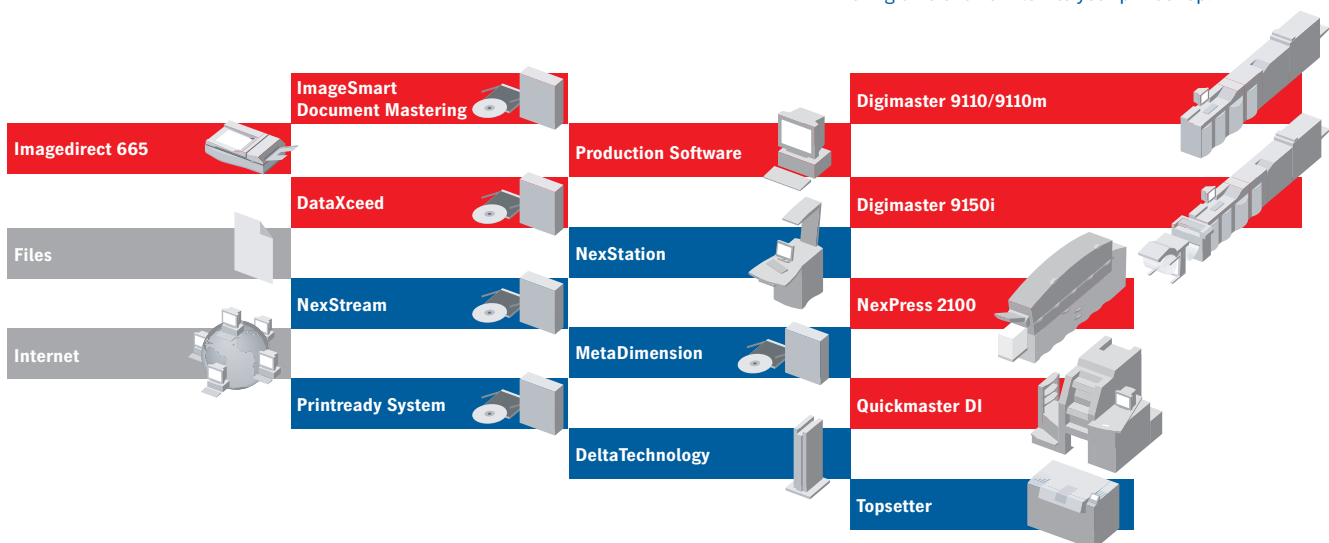 ImageSmart
Document Mastering
Digimaster 9110/9110m
Imagedirect 665
Production Software
DataXceed
Digimaster 9150i
Files
NexStation
NexStream
NexPress 2100
Internet
MetaDimension
Printready System
Quickmaster DI
DeltaTechnology
Topsetter